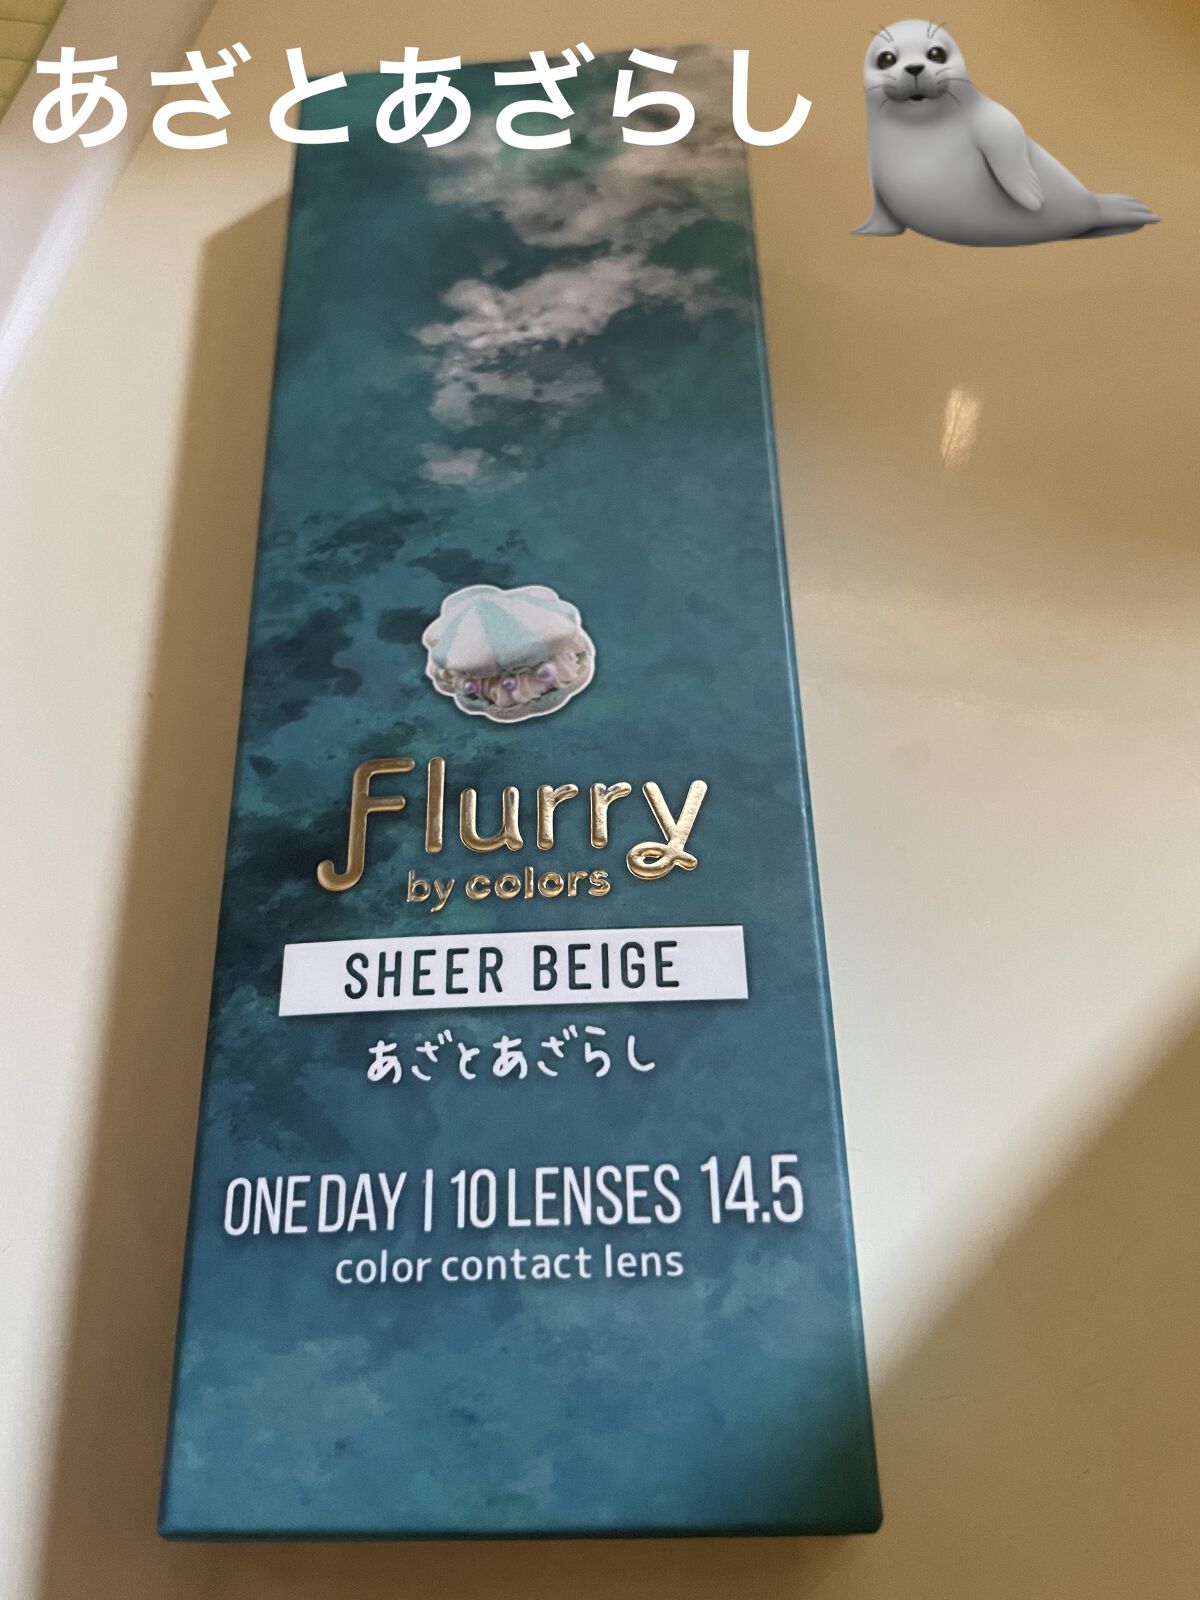 あざとあざらし
Flurry
by colors
SHEER BEIGE
あざとあざらし
ONE DAY | 10 LENSES 14.5
color contact lens